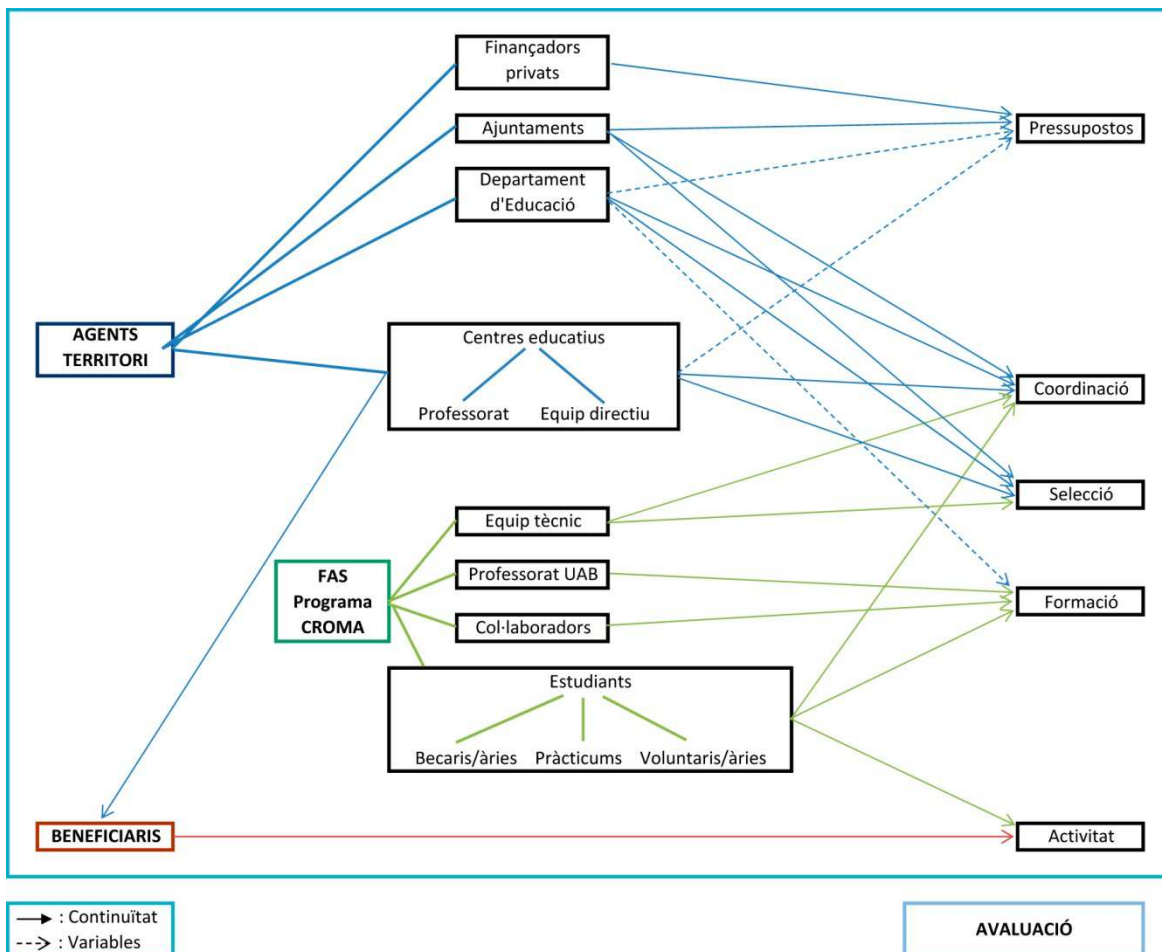 Finançadors
privats
Ajuntaments
Pressupostos
Departament
d'Educació
AGENTS
TERRITORI
Centres educatius
Professorat Equip directiu
Coordinació
Selecció
Equip tècnic
FAS
Programa
CROMA
Professorat UAB
Col·laboradors
Formació
Estudiants
Becaris/àries Pràcticums Voluntaris/àries
BENEFICIARIS
Activitat
: Continuïtat
: Variables
AVALUACIÓ